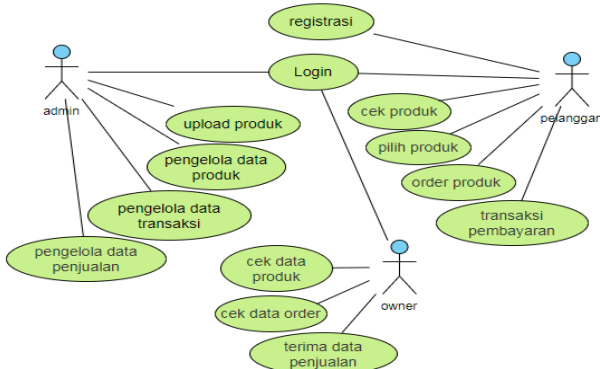 registrasi
Login
admin
pelanggan
upload produk
cek produk
pengelola data
produk
pilih produk
order produk
pengelola data
transaksi
transaksi
pembayaran
pengelola data
penjualan
cek data
produk
owner
cek data order
terima data
penjualan